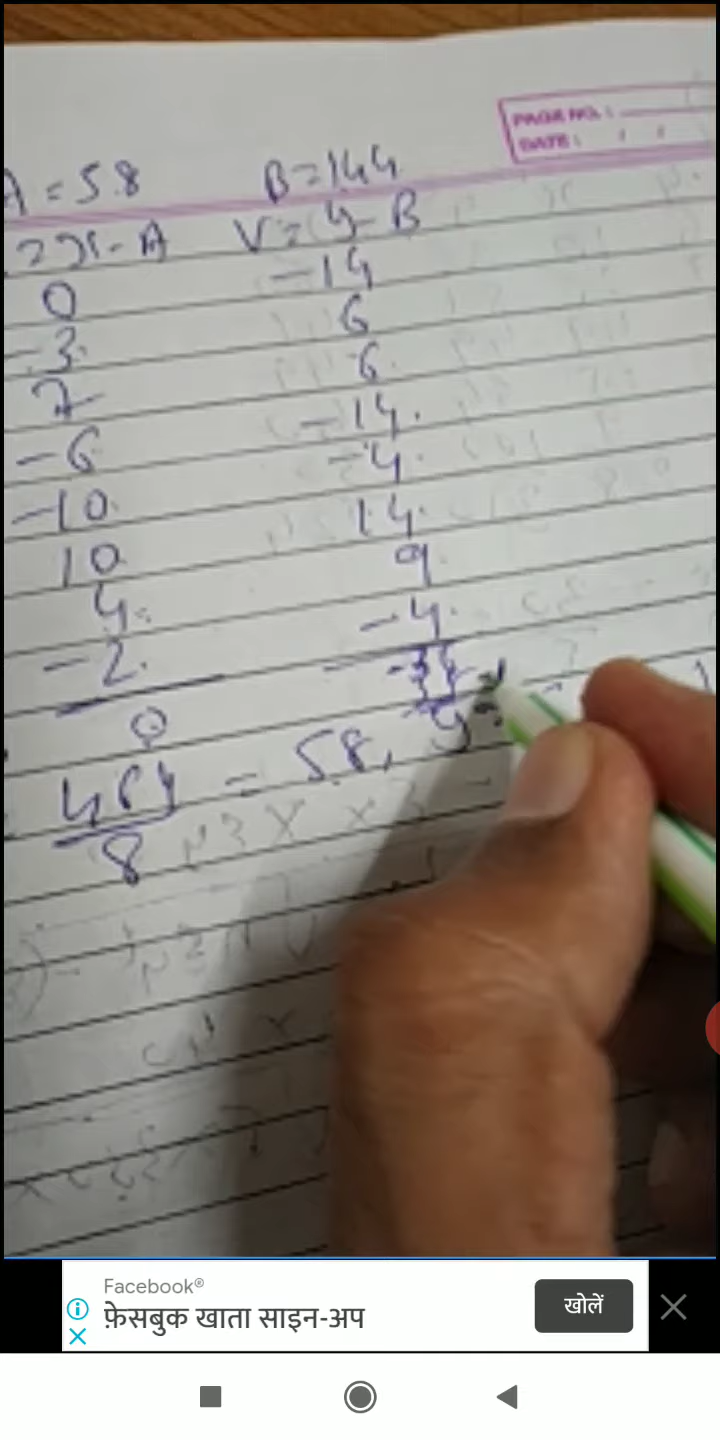 PAGE NO. :
DATE :
A = 58 B = 144
= x - A V = y - B
0 -14
-3 6
7 6
-6 -14
-10 -4
10 14
4 9
-2 -4
0
464
8
= 58,
Facebook®
फ़ेसबुक खाता साइन-अप
खोलें